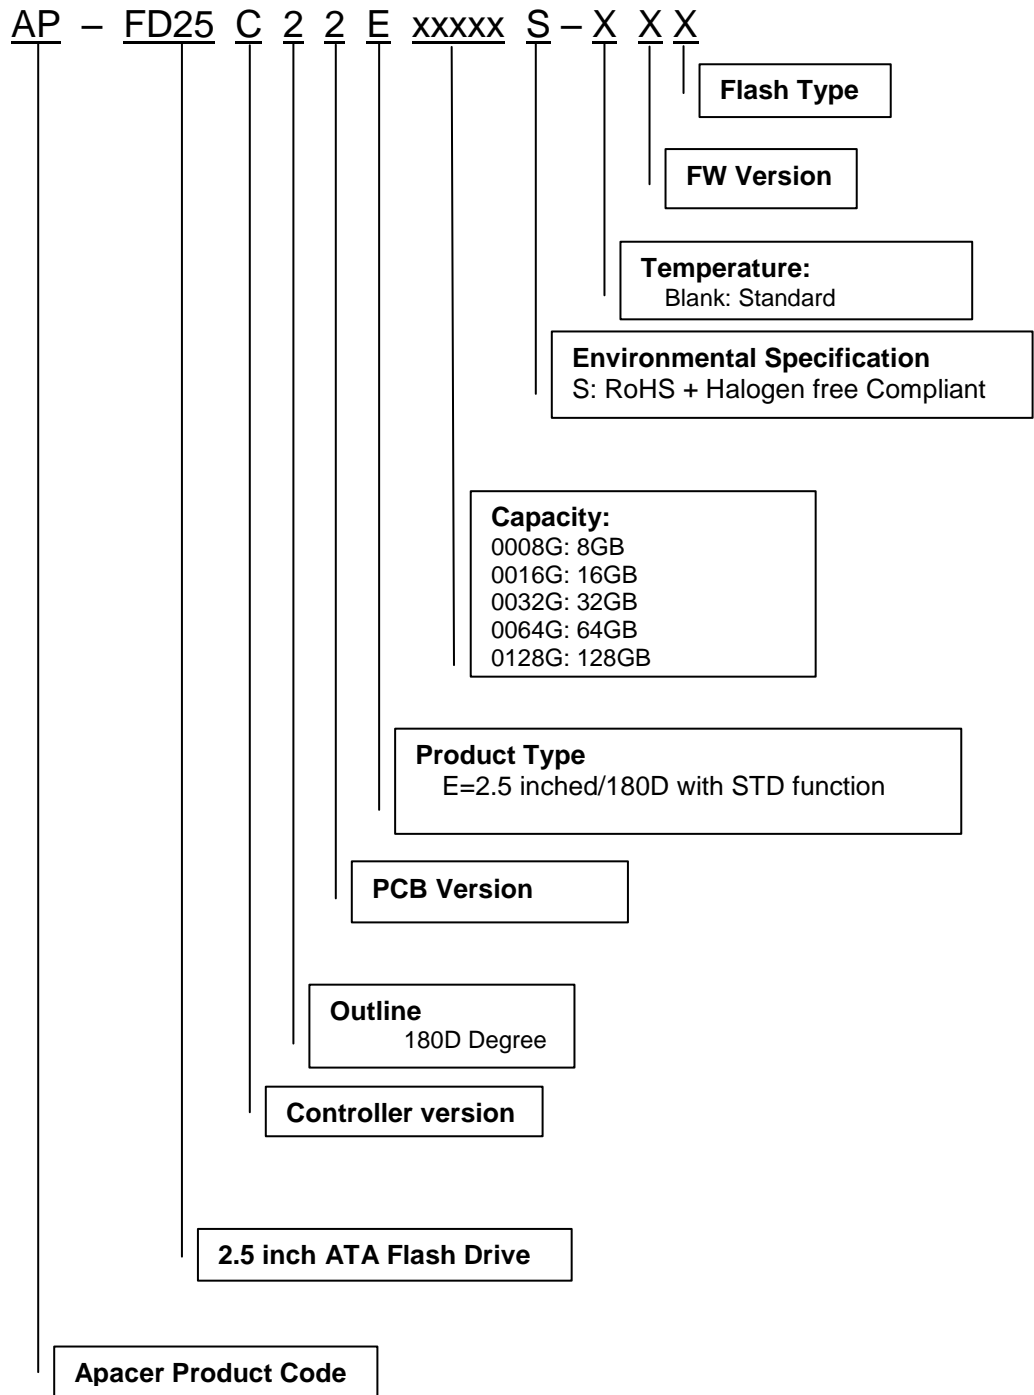 AP – FD25 C 2 2 E xxxxx S – X X X
Flash Type
FW Version
Temperature:
Blank: Standard
Environmental Specification
S: RoHS + Halogen free Compliant
Capacity:
0008G: 8GB
0016G: 16GB
0032G: 32GB
0064G: 64GB
0128G: 128GB
Product Type
E=2.5 inched/180D with STD function
PCB Version
Outline
180D Degree
Controller version
2.5 inch ATA Flash Drive
Apacer Product Code